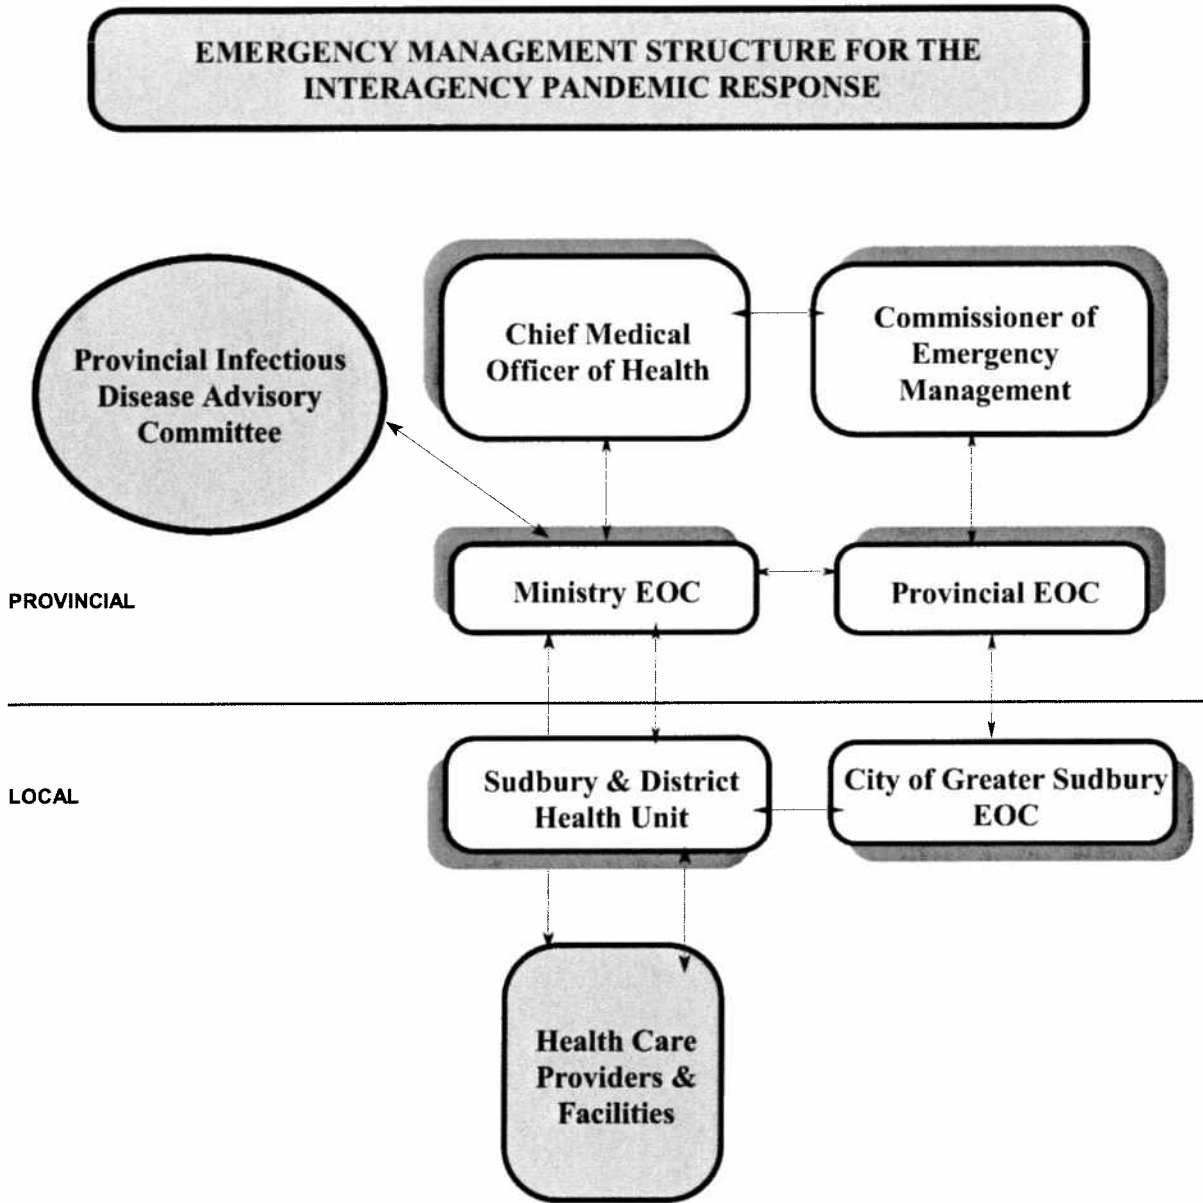 EMERGENCY MANAGEMENT STRUCTURE FOR THE
INTERAGENCY PANDEMIC RESPONSE
Provincial Infectious
Disease Advisory
Committee
Chief Medical
Officer of Health
Commissioner of
Emergency
Management
PROVINCIAL
Ministry EOC
Provincial EOC
LOCAL
Sudbury & District
Health Unit
City of Greater Sudbury
EOC
Health Care
Providers &
Facilities